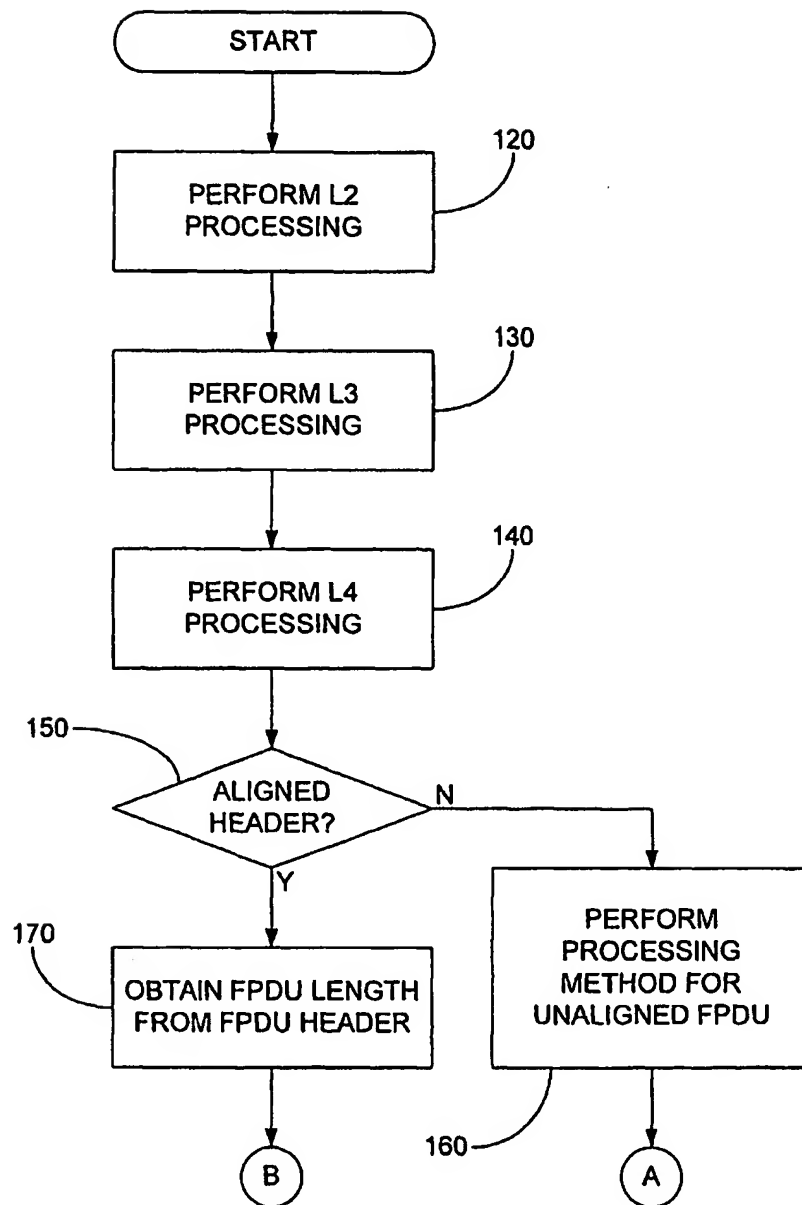 START
120
PERFORM L2
PROCESSING
130
PERFORM L3
PROCESSING
140
PERFORM L4
PROCESSING
150
ALIGNED
HEADER?
N
Y
170
OBTAIN FPDU LENGTH
FROM FPDU HEADER
PERFORM
PROCESSING
METHOD FOR
UNALIGNED FPDU
160
B
A